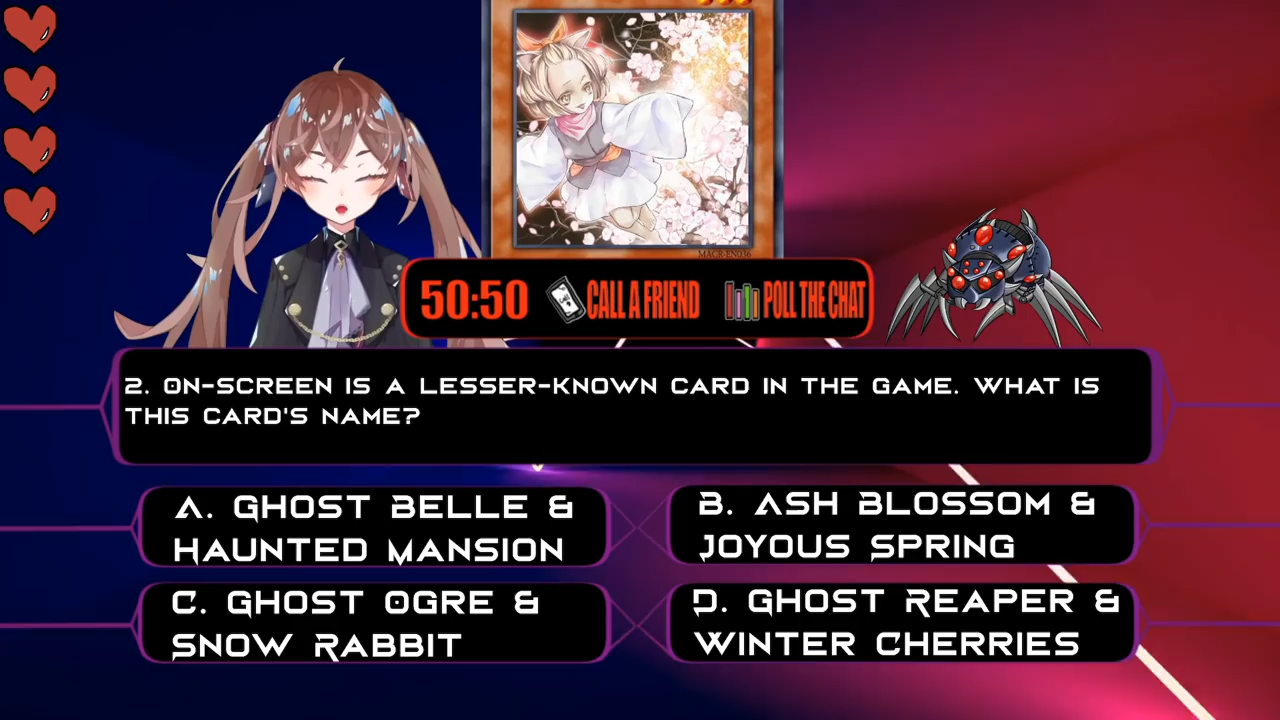 MACR-EN036
50:50
CALL A FRIEND
POLL THE CHAT
2. ON-SCREEN IS A LESSER-KNOWN CARD IN THE GAME. WHAT IS
THIS CARD'S NAME?
A. GHOST BELLE &
HAUNTED MANSION
B. ASH BLOSSOM &
JOYOUS SPRING
C. GHOST OGRE &
SNOW RABBIT
D. GHOST REAPER &
WINTER CHERRIES